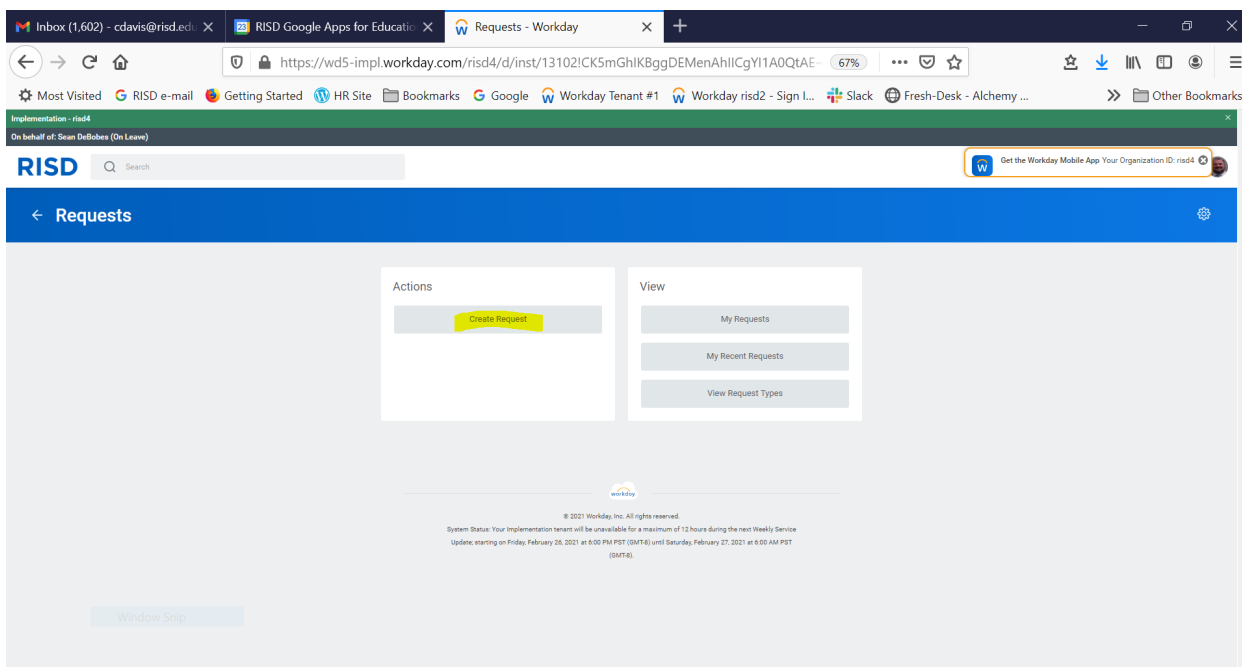 Inbox (1,602) - cdavis@risd.edu
23 RISD Google Apps for Educatio
Requests - Workday
https://wd5-impl.workday.com/risd4/d/inst/13102!CK5mGhIKBggDEMenAhIICgYI1A0QtAE~
67%
Most Visited
G RISD e-mail
Getting Started
HR Site
Bookmarks
G Google
Workday Tenant #1
Workday risd2 - Sign I...
Slack
Fresh-Desk - Alchemy ...
Other Bookmarks
Implementation - risd4
On behalf of: Sean DeBobes (On Leave)
RISD
Search
Get the Workday Mobile App Your Organization ID: risd4
Requests
Actions
View
Create Request
My Requests
My Recent Requests
View Request Types
workday
© 2021 Workday, Inc. All rights reserved.
System Status: Your Implementation tenant will be unavailable for a maximum of 12 hours during the next Weekly Service
Update; starting on Friday, February 26, 2021 at 6:00 PM PST (GMT-8) until Saturday, February 27, 2021 at 6:00 AM PST
(GMT-8).
Window Snip